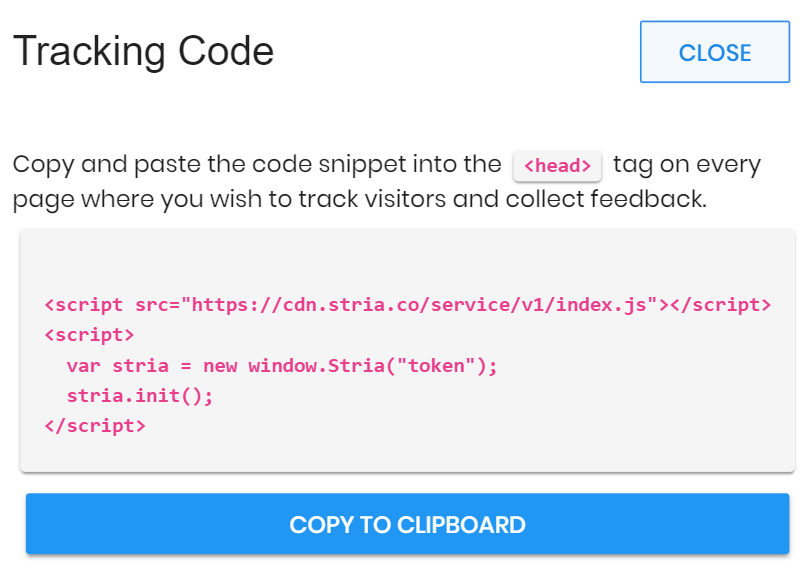 Tracking Code
CLOSE
Copy and paste the code snippet into the <head> tag on every
page where you wish to track visitors and collect feedback.
<script src="https://cdn.stria.co/service/v1/index.js"></script>
<script>
  var stria = new window.Stria("token");
  stria.init();
</script>
COPY TO CLIPBOARD